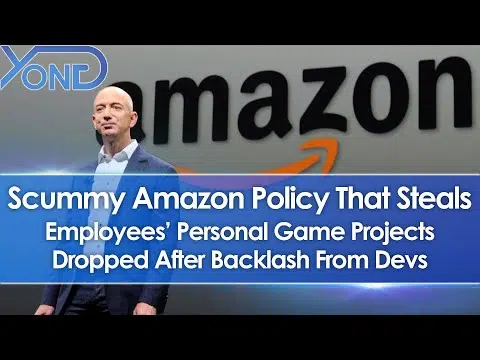 YOND
amazon
Scummy Amazon Policy That Steals
Employees' Personal Game Projects
Dropped After Backlash From Devs